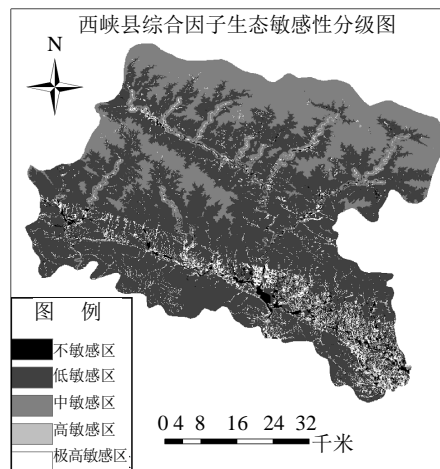 西峡县综合因子生态敏感性分级图
N
图 例
不敏感区
低敏感区
中敏感区
高敏感区
极高敏感区
0 4 8 16 24 32
千米